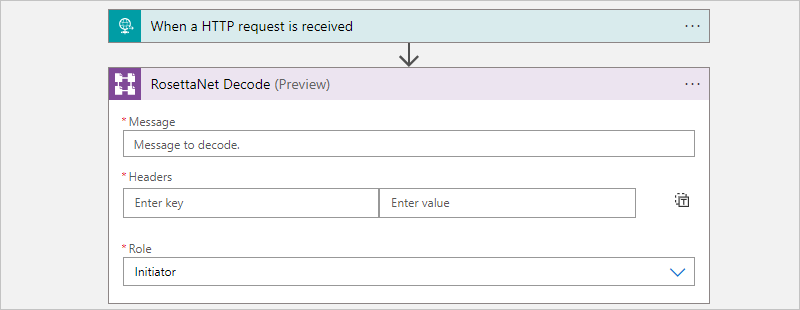 When a HTTP request is received
RosettaNet Decode (Preview)
* Message
Message to decode.
* Headers
Enter key Enter value
* Role
Initiator